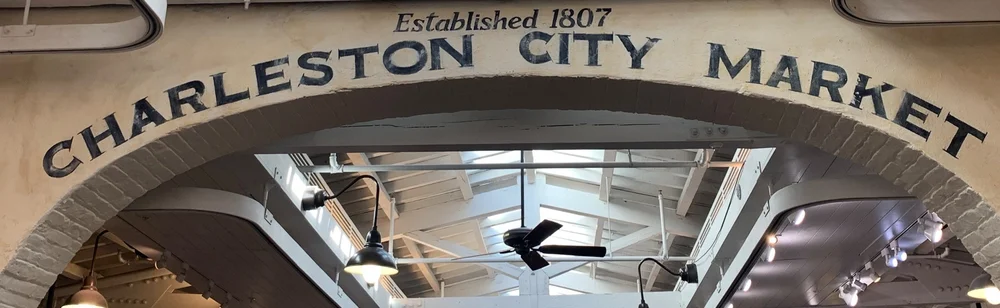 Established 1807
CHARLESTON CITY MARKET